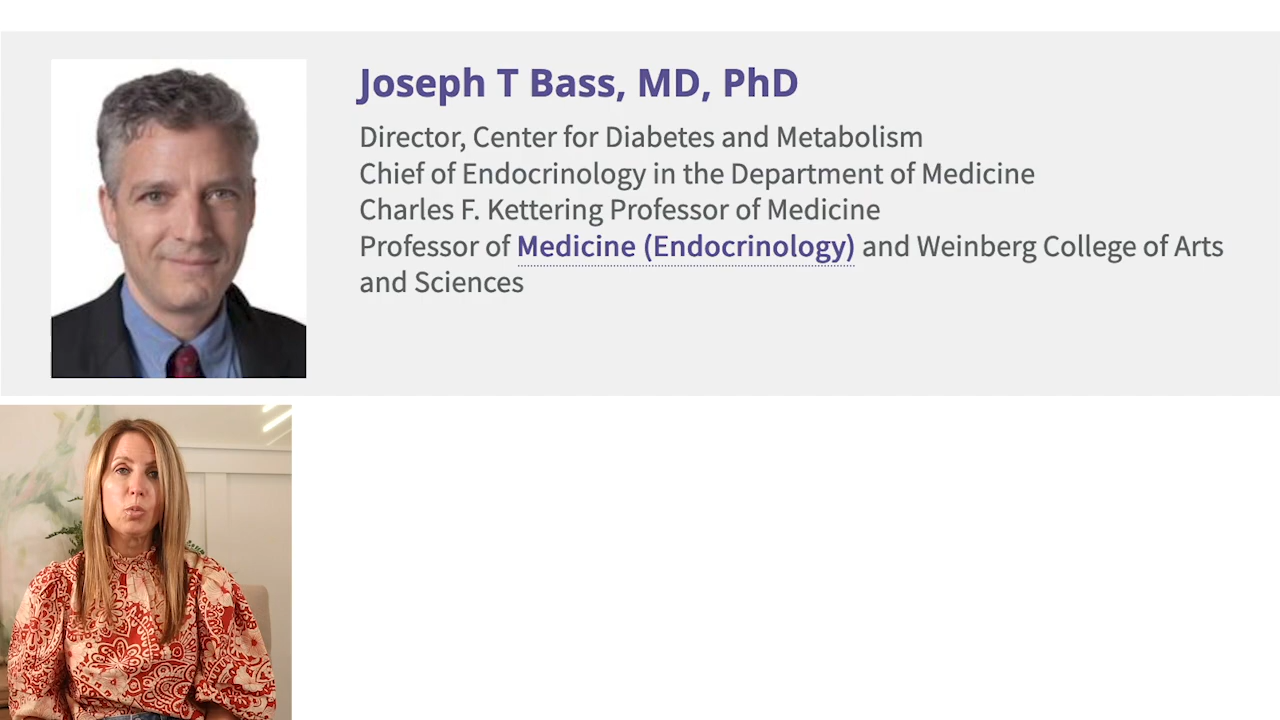 Joseph T Bass, MD, PhD
Director, Center for Diabetes and Metabolism
Chief of Endocrinology in the Department of Medicine
Charles F. Kettering Professor of Medicine
Professor of Medicine (Endocrinology) and Weinberg College of Arts
and Sciences